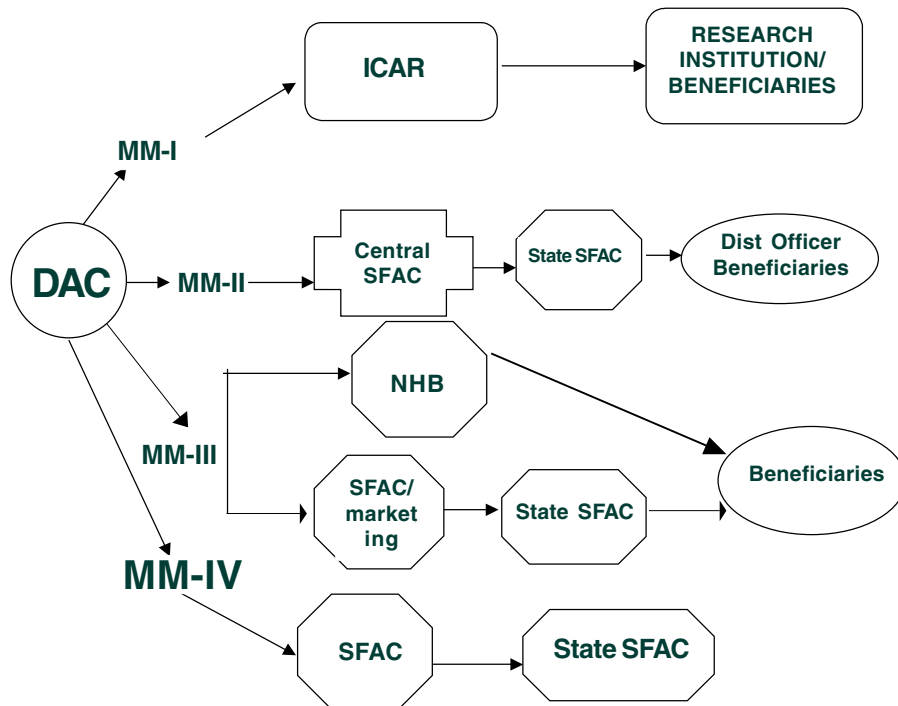 ICAR
RESEARCH
INSTITUTION/
BENEFICIARIES
MM-I
DAC
MM-II
Central
SFAC
State SFAC
Dist Officer
Beneficiaries
MM-III
NHB
SFAC/
market
ing
State SFAC
Beneficiaries
MM-IV
SFAC
State SFAC